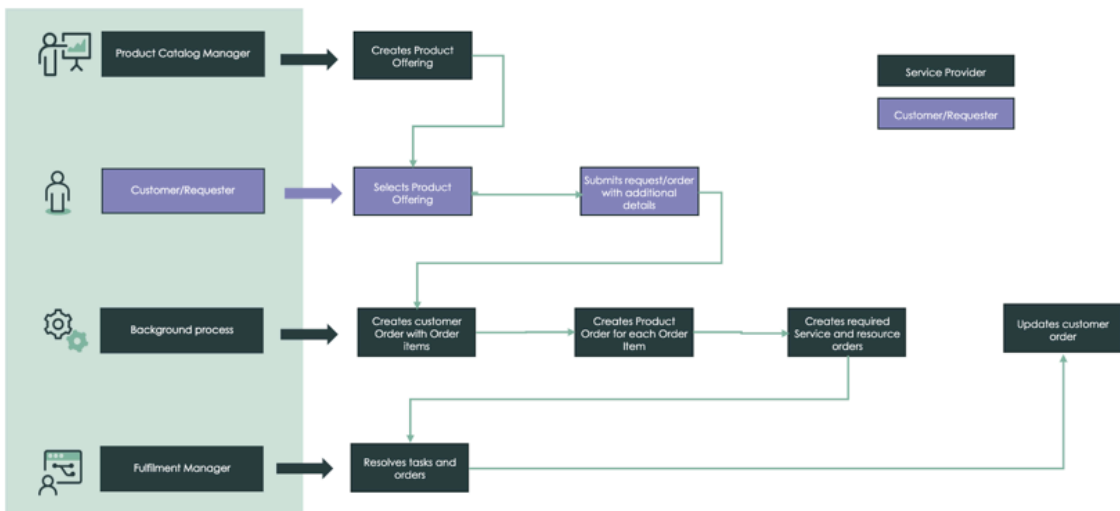 Product Catalog Manager
Creates Product
Offering
Service Provider
Customer/Requester
Customer/Requester
Selects Product
Offering
Submits request/order
with additional
details
Background process
Creates customer
Order with Order
items
Creates Product
Order for each Order
Item
Creates required
Service and resource
orders
Updates customer
order
Fulfilment Manager
Resolves tasks and
orders